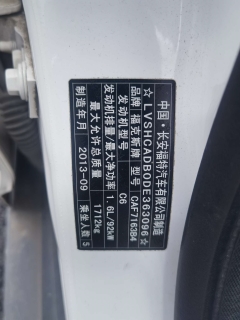 中国·长安福特汽车有限公司制造
☆LVSHCADB0DE363096☆
品牌 福克斯牌 型号 CAF7163B4
发动机型号 C6
发动机排量/最大净功率 1.6L/92kW
最大允许总质量 1712kg
制造年月 2013-09 乘坐人数 5